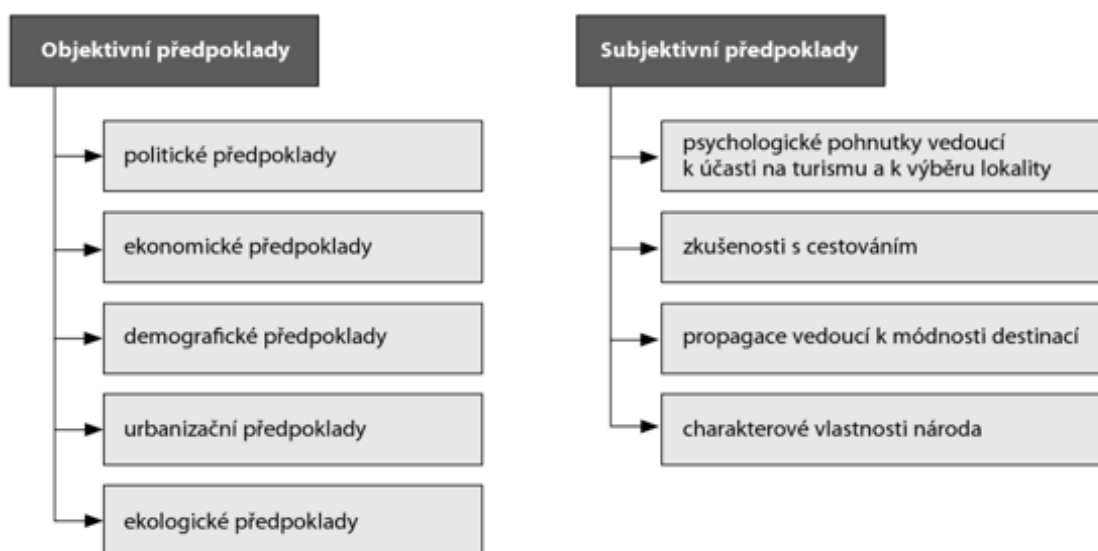 Objektivní předpoklady
politické předpoklady
ekonomické předpoklady
demografické předpoklady
urbanizační předpoklady
ekologické předpoklady
Subjektivní předpoklady
psychologické pohnutky vedoucí
k účasti na turismu a k výběru lokality
zkušenosti s cestováním
propagace vedoucí k módnosti destinací
charakterové vlastnosti národa